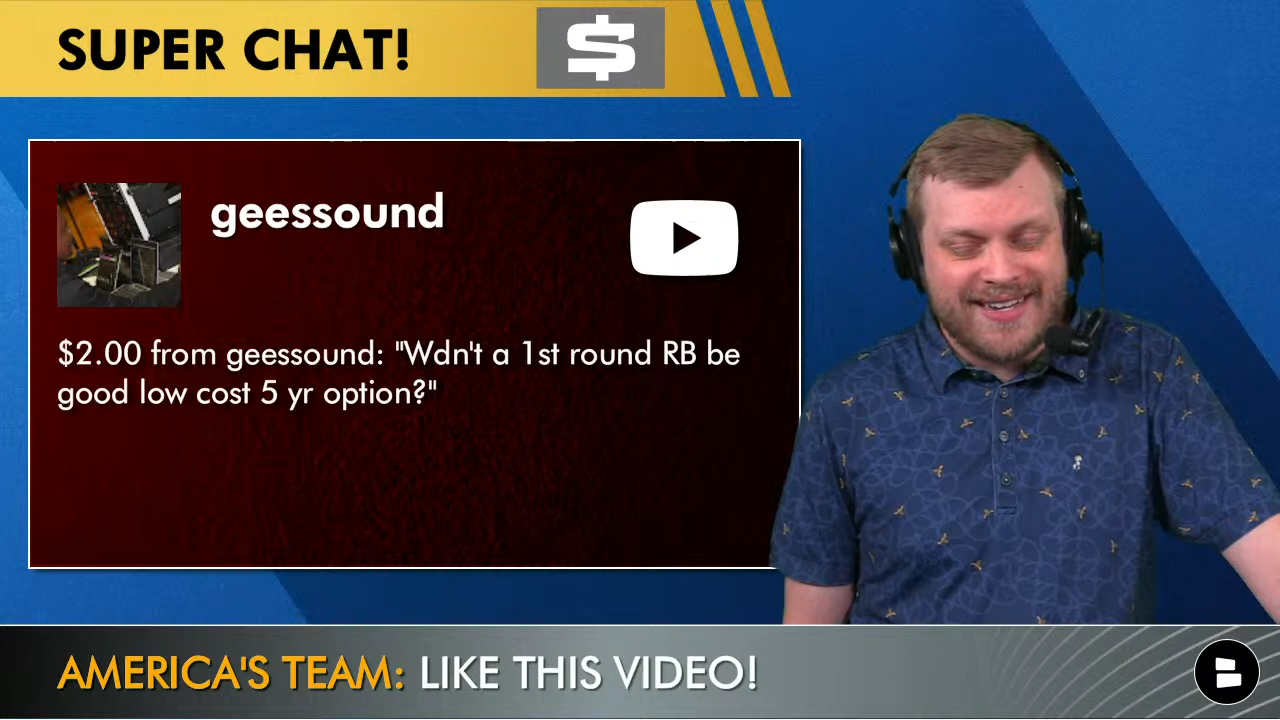 SUPER CHAT!
$
geessound
$2.00 from geessound: "Wdn't a 1st round RB be
good low cost 5 yr option?"
AMERICA'S TEAM: LIKE THIS VIDEO!